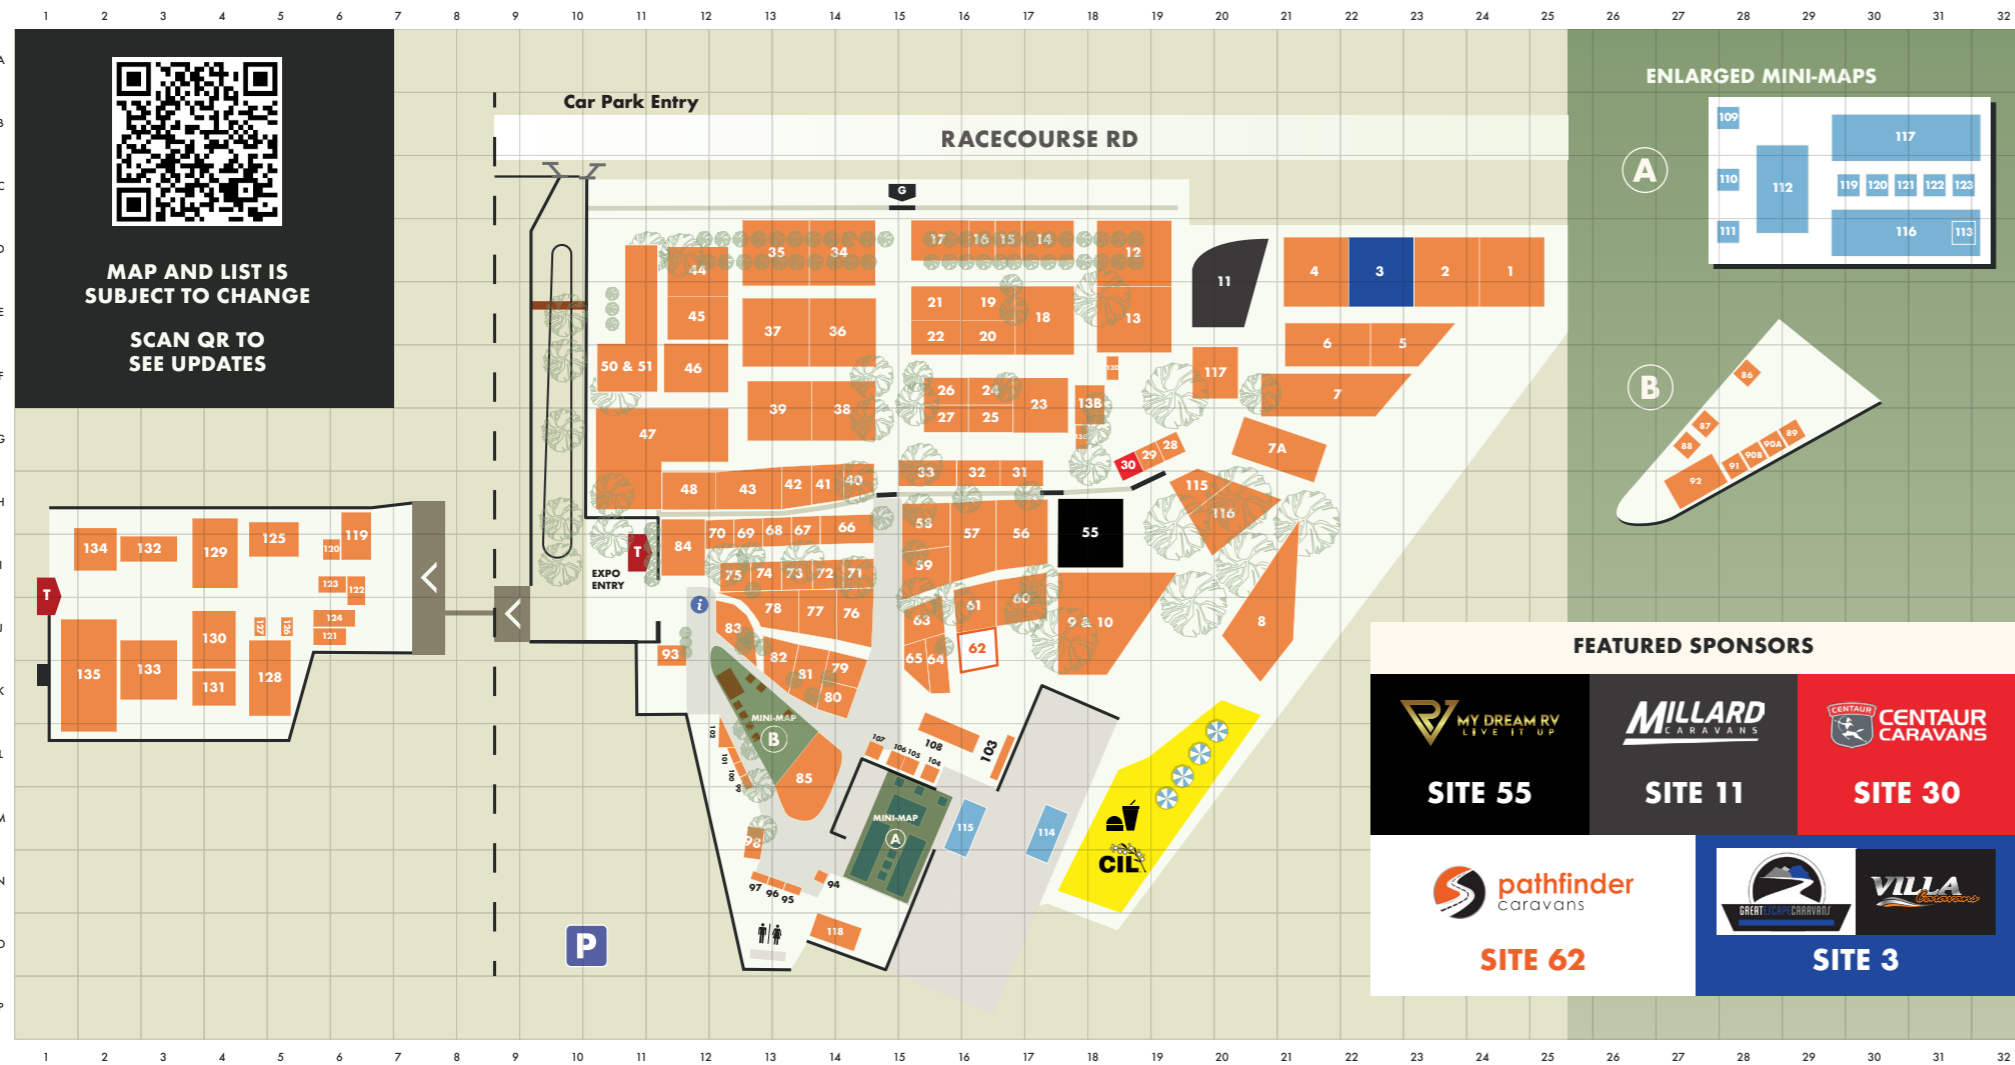 1 2 3 4 5 6 7 8 9 10 11 12 13 14 15 16 17 18 19 20 21 22 23 24 25 26 27 28 29 30 31 32
A
B
C
D
E
F
G
H
I
J
K
L
M
N
O
P
MAP AND LIST IS
SUBJECT TO CHANGE
SCAN QR TO
SEE UPDATES
Car Park Entry
RACECOURSE RD
G
35 34 17 16 15 14 12
44
11 4 3 2 1
45 37 36 21 19 18 13
22 20
6 5
50 & 51 46 130 117
26 24 7
39 38 27 25 23 13B
47 136
7A
30 29 28
33 32 31
48 43 42 41 40
115
116
58 57 56 55
59
84 70 69 68 67 66
T
EXPO
ENTRY
75 74 73 72 71
i
78 77 76
83
63 61 60
9 & 10
8
62
65 64
93
82 81 79
80
MINI-MAP
B
85
102
101
100
99
107 106 105 104
108
103
MINI-MAP
A
115
114
98
97 96 95
94
118
CIL
P
134 132 129 125 120 119
123 122
T
124
121
127 126
130
135 133 131 128
ENLARGED MINI-MAPS
A
109
110
111
112
117
119 120 121 122 123
116 113
B
86
87
88
89
90A
90B
91
92
FEATURED SPONSORS
MY DREAM RV
LIVE IT UP
SITE 55
MILLARD
CARAVANS
SITE 11
CENTAUR
CENTAUR
CARAVANS
SITE 30
pathfinder
caravans
SITE 62
GREAT ESCAPE CARAVANS
VILLA
Caravans
SITE 3
1 2 3 4 5 6 7 8 9 10 11 12 13 14 15 16 17 18 19 20 21 22 23 24 25 26 27 28 29 30 31 32